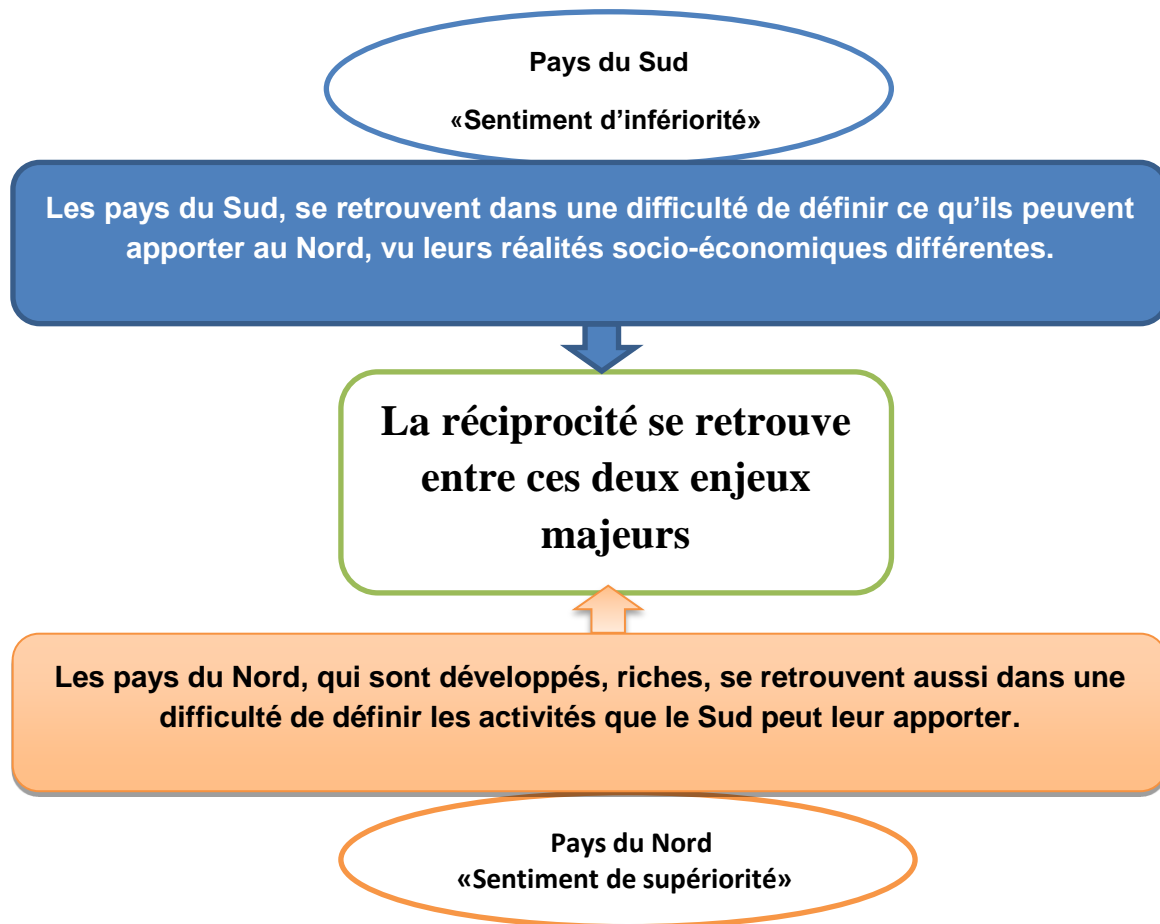 Pays du Sud
«Sentiment d’infériorité»
Les pays du Sud, se retrouvent dans une difficulté de définir ce qu’ils peuvent
apporter au Nord, vu leurs réalités socio-économiques différentes.
La réciprocité se retrouve
entre ces deux enjeux
majeurs
Les pays du Nord, qui sont développés, riches, se retrouvent aussi dans une
difficulté de définir les activités que le Sud peut leur apporter.
Pays du Nord
«Sentiment de supériorité»